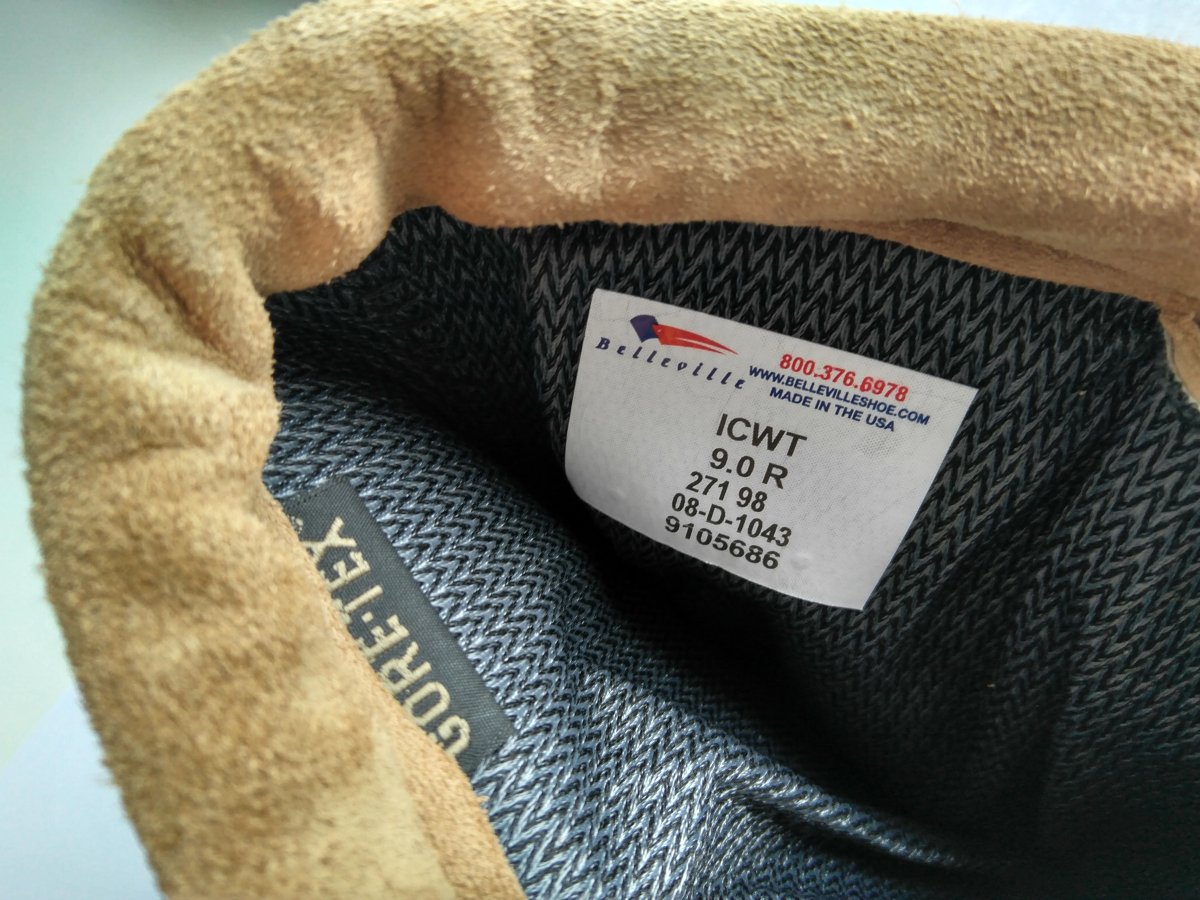 Belleville
800.376.6978
WWW.BELLEVILLESHOE.COM
MADE IN THE USA
ICWT
9.0 R
271 98
08-D-1043
9105686
GORE-TEX